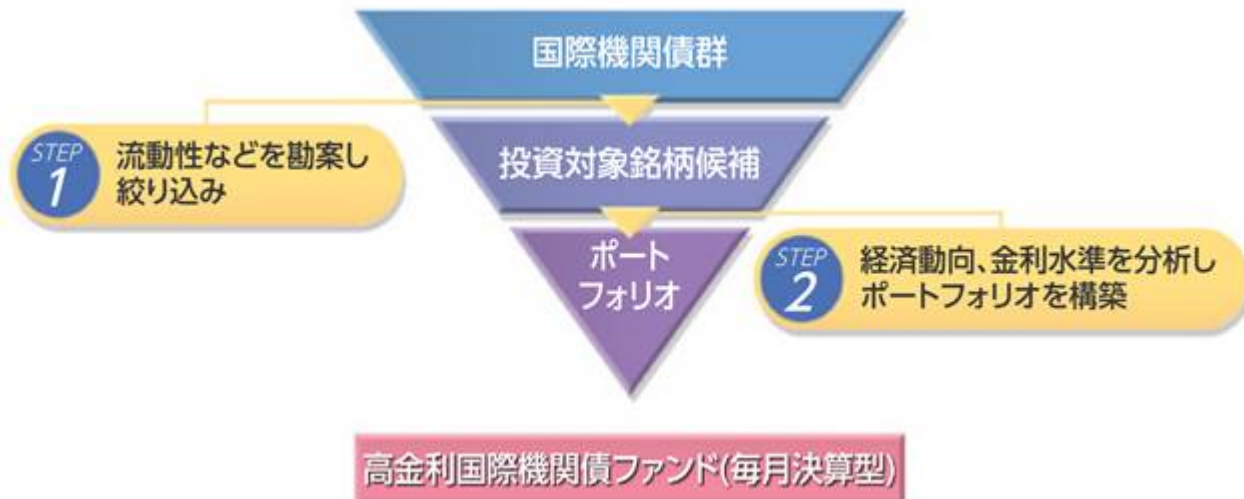 国際機関債群
STEP
1
流動性などを勘案し
絞り込み
投資対象銘柄候補
ポート
フォリオ
STEP
2
経済動向、金利水準を分析し
ポートフォリオを構築
高金利国際機関債ファンド(毎月決算型)